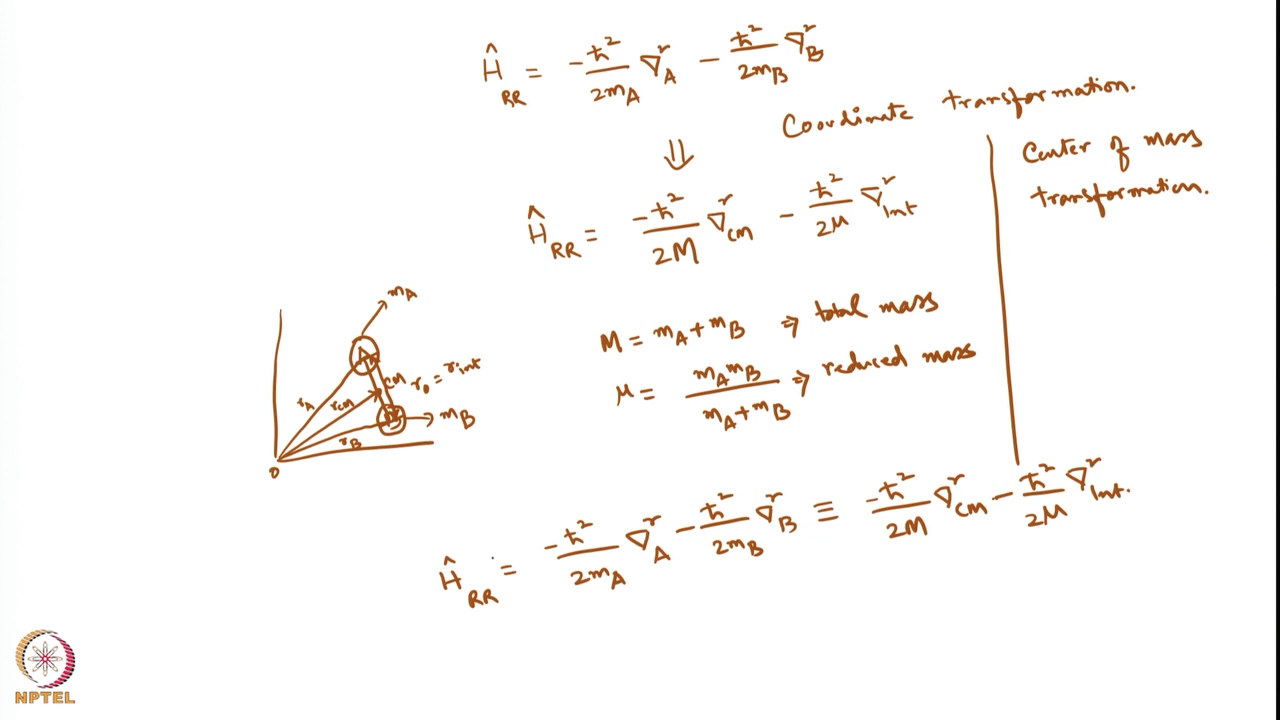 Ĥ_RR = -ħ²/2m_A ∇²_A - ħ²/2m_B ∇²_B
Coordinate transformation.
⇓
Center of mass
transformation.
Ĥ_RR = -ħ²/2M ∇²_CM - ħ²/2μ ∇²_Int
M = m_A + m_B ⇒ total mass
μ = m_A m_B / m_A + m_B ⇒ reduced mass
m_A
A
CM r_0 = r_int
r_A r_CM
B m_B
r_B
O
Ĥ_RR = -ħ²/2m_A ∇²_A - ħ²/2m_B ∇²_B ≡ -ħ²/2M ∇²_CM - ħ²/2μ ∇²_Int.
NPTEL